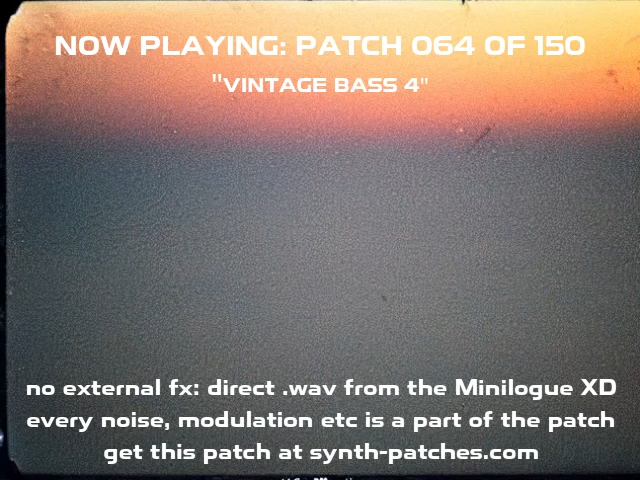 NOW PLAYING: PATCH 064 OF 150
"VINTAGE BASS 4"
no external fx: direct .wav from the Minilogue XD
every noise, modulation etc is a part of the patch
get this patch at synth-patches.com